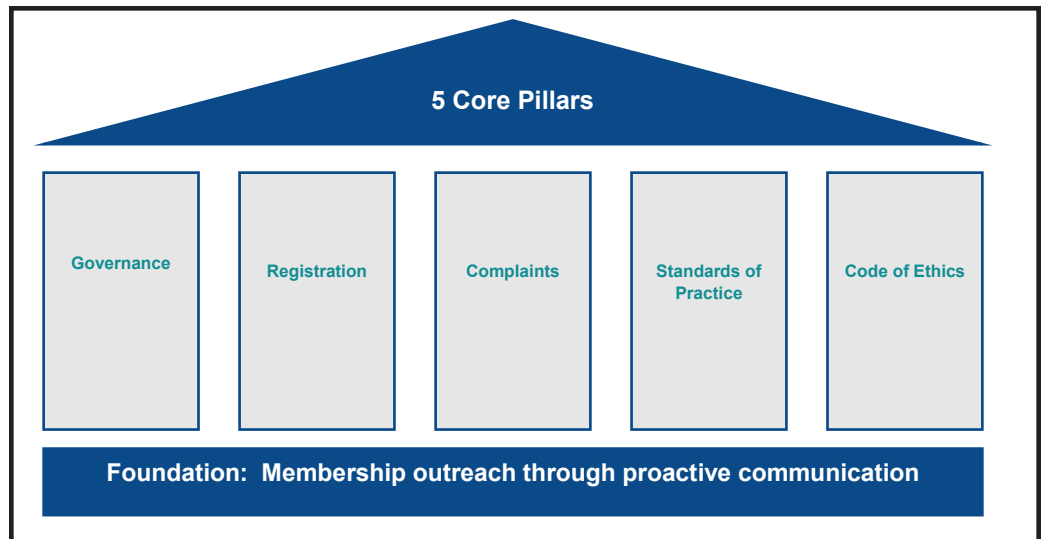 5 Core Pillars
Governance
Registration
Complaints
Standards of
Practice
Code of Ethics
Foundation:  Membership outreach through proactive communication